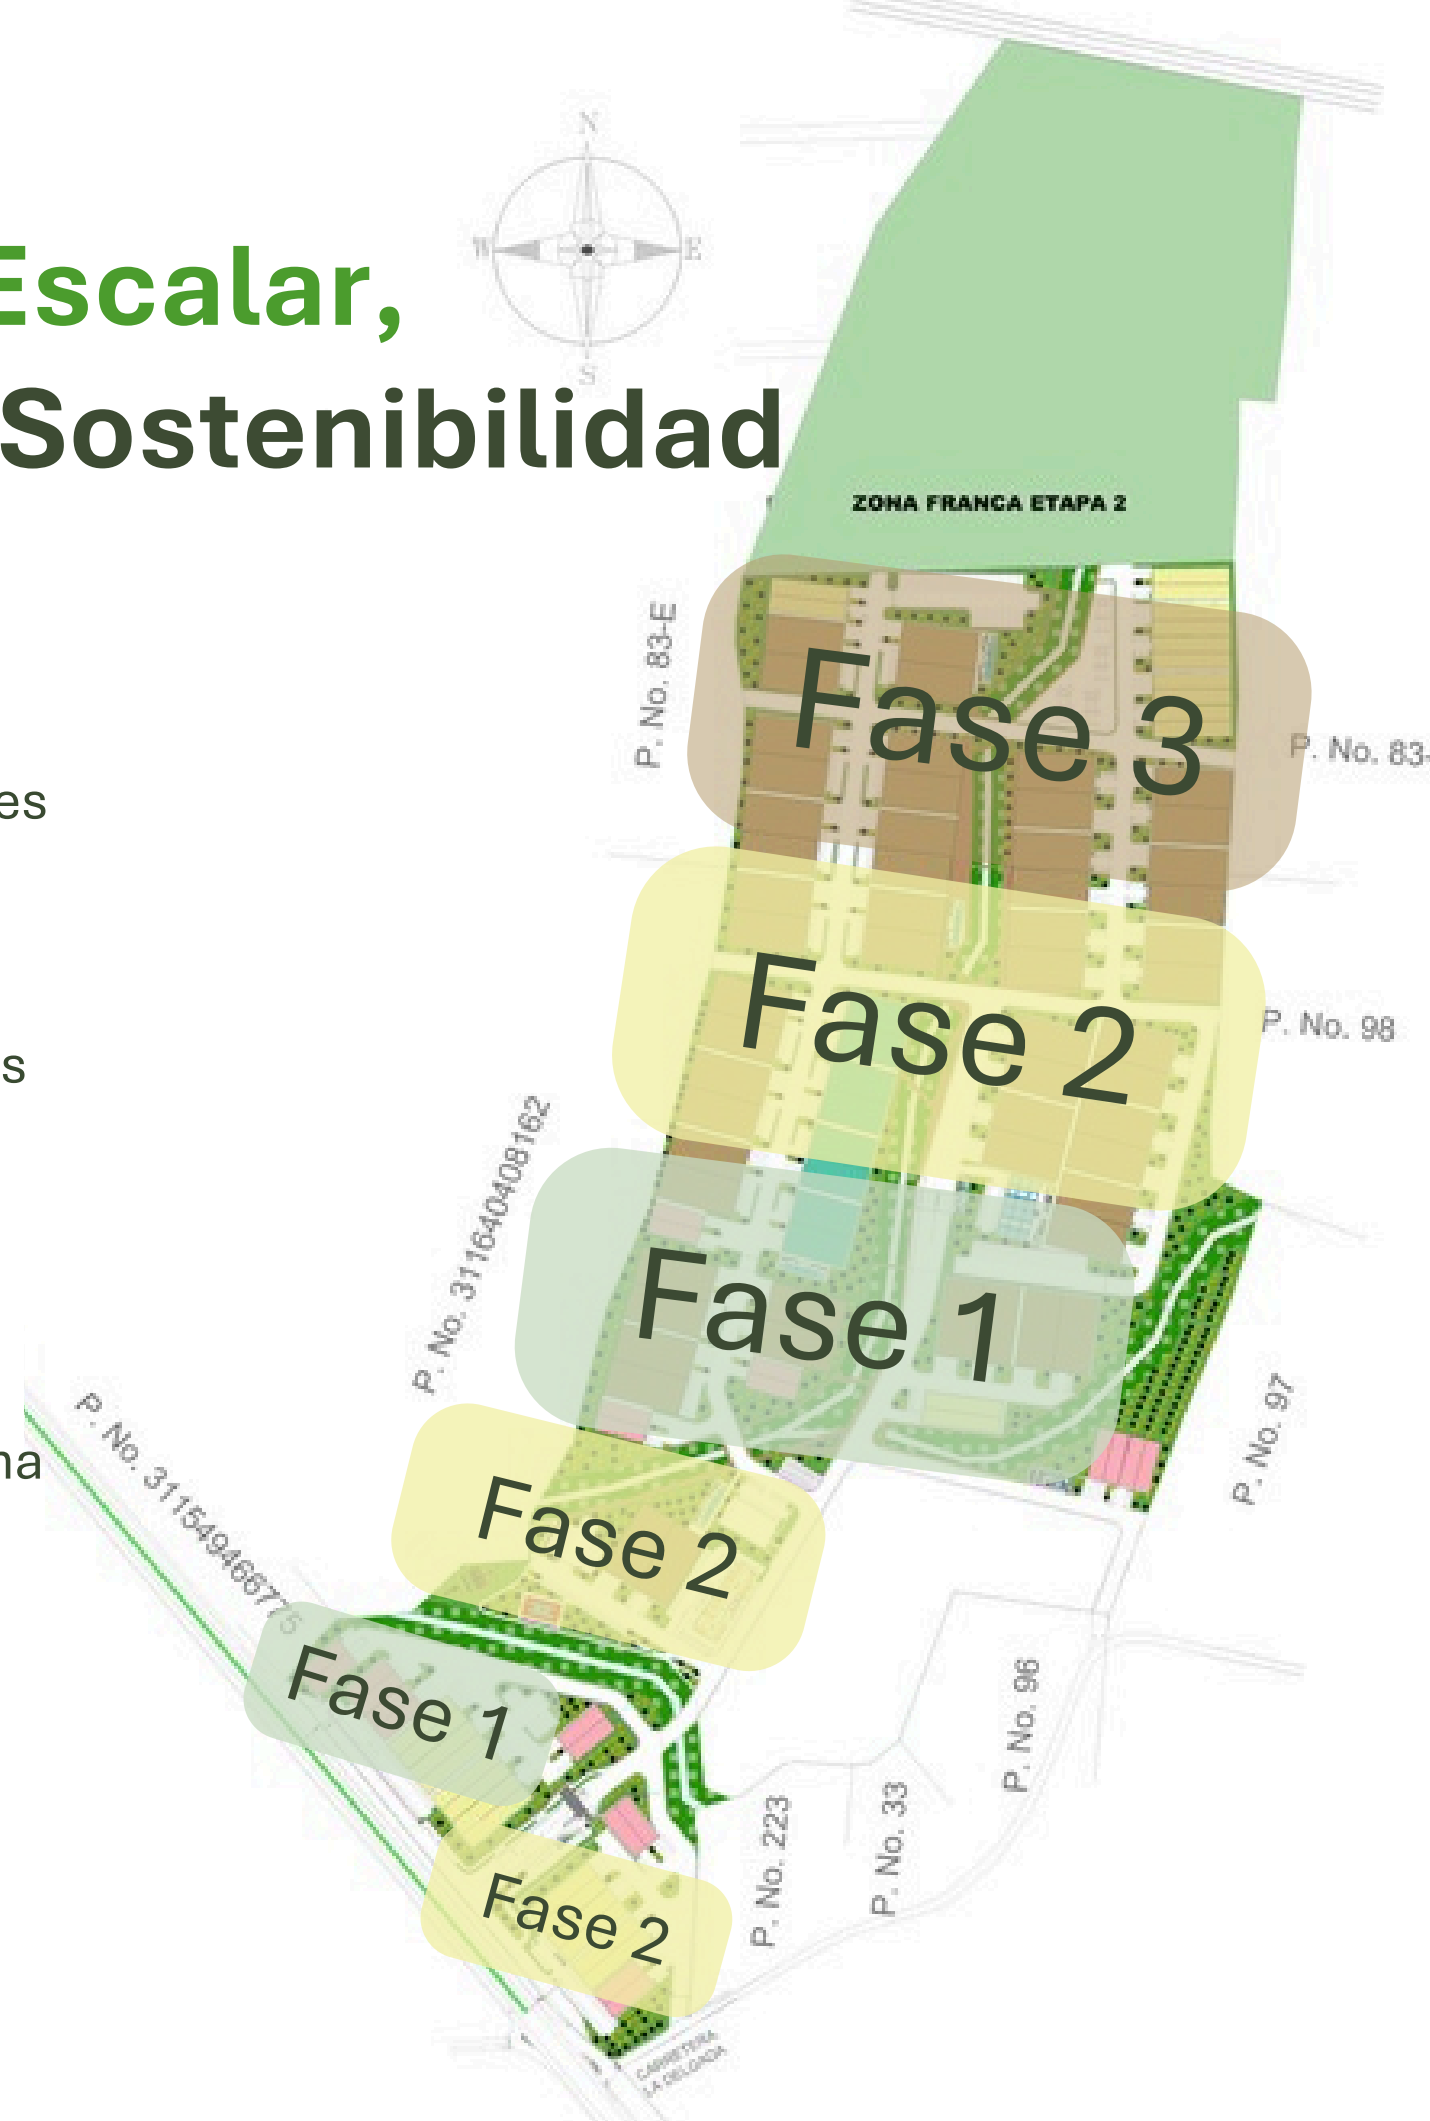 N
W E
S
Escalar,
Sostenibilidad
ZONA FRANCA ETAPA 2
P. No. 83-E
Fase 3
P. No. 83-
es
Fase 2
P. No. 98
s
P. No. 311640408162
Fase 1
P. No. 97
na
P. No. 311549466775
Fase 2
Fase 1
P. No. 96
P. No. 33
P. No. 223
Fase 2
CARRETERA
LA DELGADA